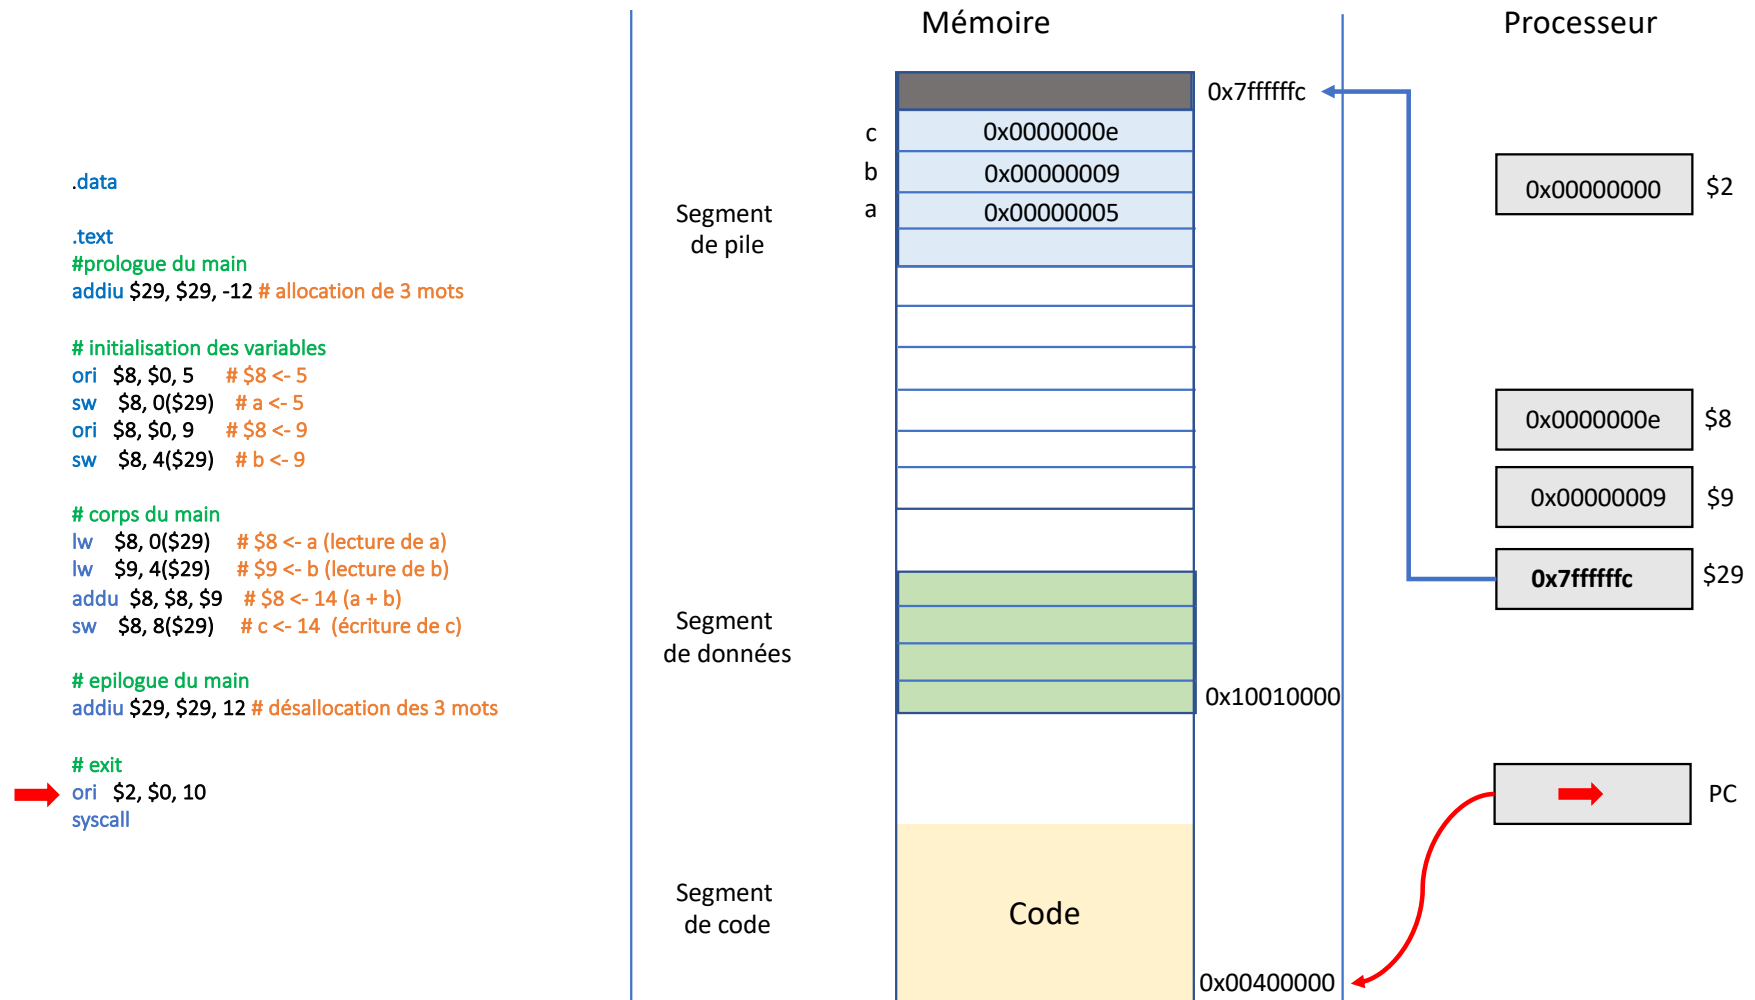 .data
.text
#prologue du main
addiu $29, $29, -12 # allocation de 3 mots
# initialisation des variables
ori $8, $0, 5 # $8 <- 5
sw $8, 0($29) # a <- 5
ori $8, $0, 9 # $8 <- 9
sw $8, 4($29) # b <- 9
# corps du main
lw $8, 0($29) # $8 <- a (lecture de a)
lw $9, 4($29) # $9 <- b (lecture de b)
addu $8, $8, $9 # $8 <- 14 (a + b)
sw $8, 8($29) # c <- 14 (écriture de c)
# epilogue du main
addiu $29, $29, 12 # désallocation des 3 mots
# exit
ori $2, $0, 10
syscall
Mémoire
0x7ffffffc
c 0x0000000e
b 0x00000009
a 0x00000005
Segment
de pile
Segment
de données
0x10010000
Segment
de code
Code
0x00400000
Processeur
0x00000000 $2
0x0000000e $8
0x00000009 $9
0x7ffffffc $29
PC